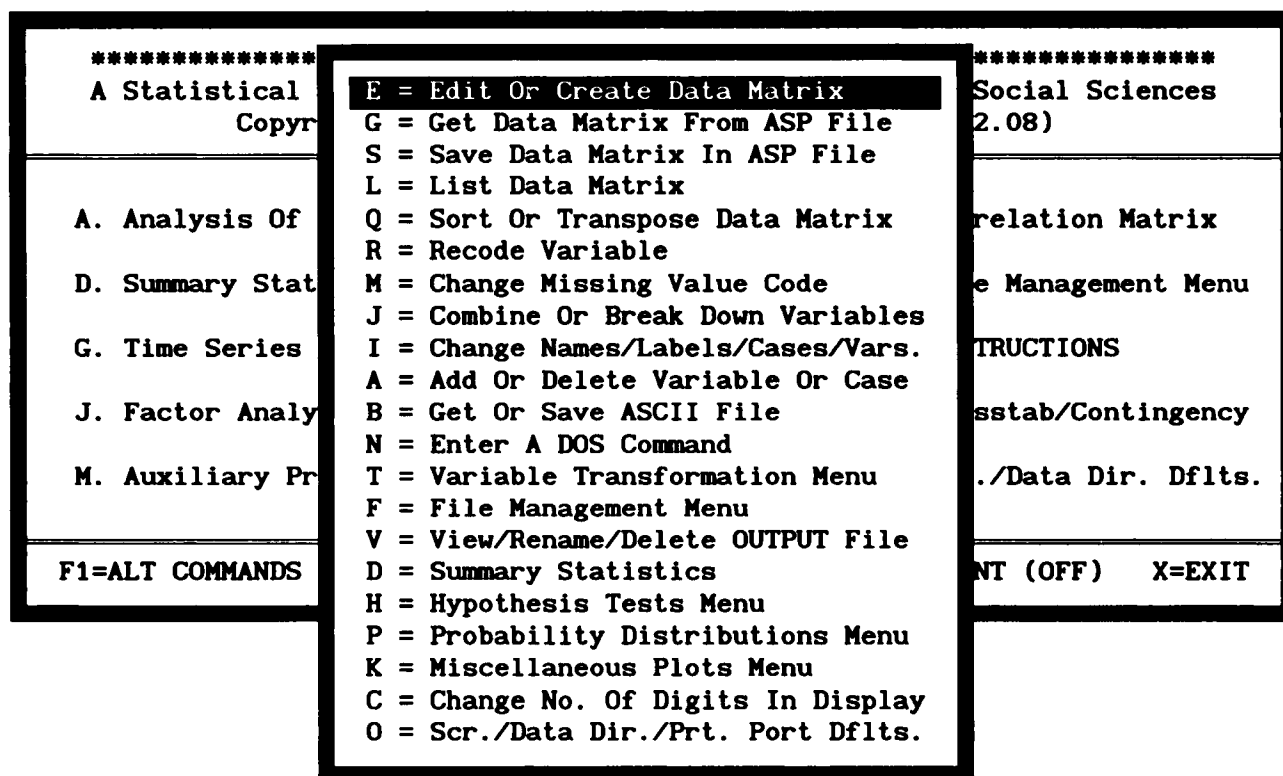 *************** ***************
A Statistical Social Sciences
Copyr 2.08)
A. Analysis Of relation Matrix
D. Summary Stat e Management Menu
G. Time Series TRUCTIONS
J. Factor Analy sstab/Contingency
M. Auxiliary Pr ./Data Dir. Dflts.
F1=ALT COMMANDS NT (OFF) X=EXIT
E = Edit Or Create Data Matrix
G = Get Data Matrix From ASP File
S = Save Data Matrix In ASP File
L = List Data Matrix
Q = Sort Or Transpose Data Matrix
R = Recode Variable
M = Change Missing Value Code
J = Combine Or Break Down Variables
I = Change Names/Labels/Cases/Vars.
A = Add Or Delete Variable Or Case
B = Get Or Save ASCII File
N = Enter A DOS Command
T = Variable Transformation Menu
F = File Management Menu
V = View/Rename/Delete OUTPUT File
D = Summary Statistics
H = Hypothesis Tests Menu
P = Probability Distributions Menu
K = Miscellaneous Plots Menu
C = Change No. Of Digits In Display
O = Scr./Data Dir./Prt. Port Dflts.